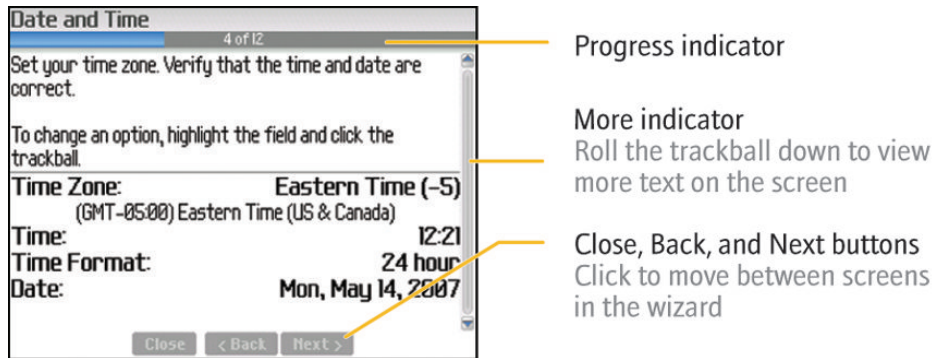 Date and Time
4 of 12
Set your time zone. Verify that the time and date are
correct.
To change an option, highlight the field and click the
trackball.
Time Zone: Eastern Time (-5)
(GMT-05:00) Eastern Time (US & Canada)
Time: 12:21
Time Format: 24 hour
Date: Mon, May 14, 2007
Close < Back Next >
Progress indicator
More indicator
Roll the trackball down to view
more text on the screen
Close, Back, and Next buttons
Click to move between screens
in the wizard